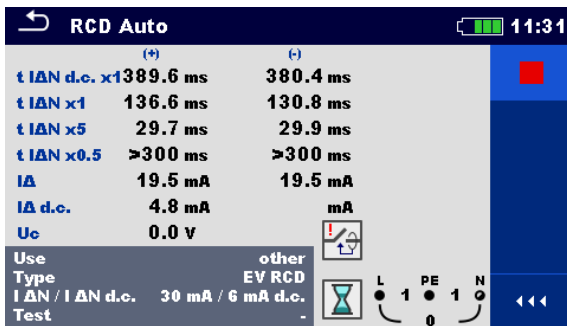 RCD Auto 11:31
(+) (-)
t IΔN d.c. x1 389.6 ms 380.4 ms
t IΔN x1 136.6 ms 130.8 ms
t IΔN x5 29.7 ms 29.9 ms
t IΔN x0.5 >300 ms >300 ms
IΔ 19.5 mA 19.5 mA
IΔ d.c. 4.8 mA mA
Uc 0.0 V
Use other
Type EV RCD
I ΔN / I ΔN d.c. 30 mA / 6 mA d.c.
Test -
L PE N
1 1
0